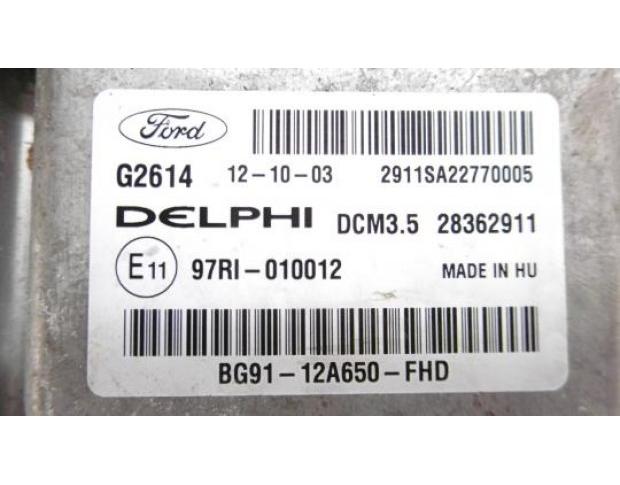 Ford
G2614 12-10-03 2911SA22770005
DELPHI DCM3.5 28362911
E11 97RI-010012 MADE IN HU
BG91-12A650-FHD